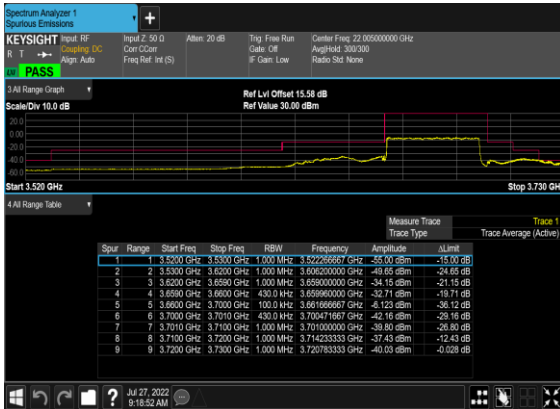 Spectrum Analyzer 1
Spurious Emissions
KEYSIGHT Input: RF Input Z: 50 Ω Atten: 20 dB Trig: Free Run Center Freq: 22.005000000 GHz
R T Coupling: DC Corr CCorr Gate: Off Avg|Hold: 300/300
Align: Auto Freq Ref: Int (S) IF Gain: Low Radio Std: None
PASS
3 All Range Graph
Ref Lvl Offset 15.58 dB
Scale/Div 10.0 dB Ref Value 30.00 dBm
20.0
0.00
-20.0
-40.0
-60.0
Start 3.520 GHz Stop 3.730 GH
4 All Range Table
Measure Trace Trace 1
Trace Type Trace Average (Active)
Spur Range Start Freq Stop Freq RBW Frequency Amplitude ΔLimit
1 1 3.5200 GHz 3.5300 GHz 1.000 MHz 3.522266667 GHz -55.00 dBm -15.00 dB
2 2 3.5300 GHz 3.6200 GHz 1.000 MHz 3.606200000 GHz -49.65 dBm -24.65 dB
3 3 3.6200 GHz 3.6590 GHz 1.000 MHz 3.659000000 GHz -34.15 dBm -21.15 dB
4 4 3.6590 GHz 3.6600 GHz 430.0 kHz 3.659960000 GHz -32.71 dBm -19.71 dB
5 5 3.6600 GHz 3.7000 GHz 100.0 kHz 3.661666667 GHz -6.123 dBm -36.12 dB
6 6 3.7000 GHz 3.7010 GHz 430.0 kHz 3.700471667 GHz -42.16 dBm -29.16 dB
7 7 3.7010 GHz 3.7100 GHz 1.000 MHz 3.701000000 GHz -39.80 dBm -26.80 dB
8 8 3.7100 GHz 3.7200 GHz 1.000 MHz 3.714233333 GHz -37.43 dBm -12.43 dB
9 9 3.7200 GHz 3.7300 GHz 1.000 MHz 3.720783333 GHz -40.03 dBm -0.028 dB
Jul 27, 2022
9:18:52 AM